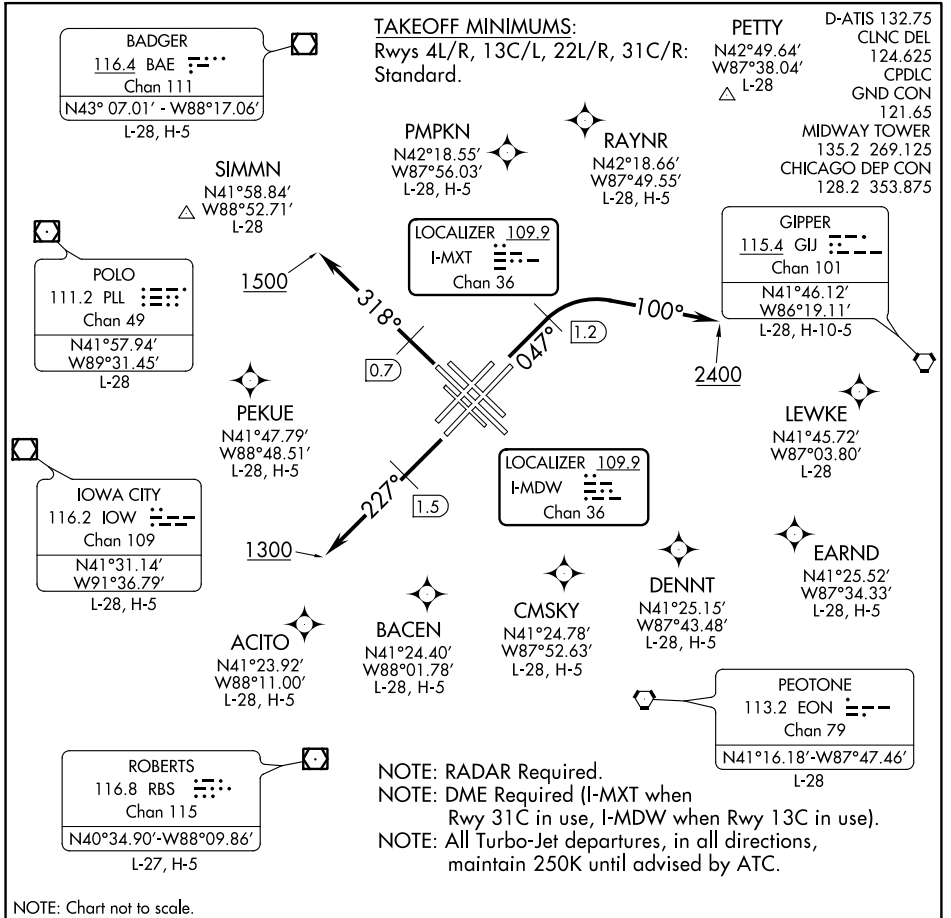 BADGER
116.4 BAE
Chan 111
N43° 07.01' - W88°17.06'
L-28, H-5
TAKEOFF MINIMUMS:
Rwys 4L/R, 13C/L, 22L/R, 31C/R:
Standard.
PETTY
N42°49.64'
W87°38.04'
L-28
D-ATIS 132.75
CLNC DEL
124.625
CPDLC
GND CON
121.65
MIDWAY TOWER
135.2 269.125
CHICAGO DEP CON
128.2 353.875
SIMMN
N41°58.84'
W88°52.71'
L-28
PMPKN
N42°18.55'
W87°56.03'
L-28, H-5
RAYNR
N42°18.66'
W87°49.55'
L-28, H-5
POLO
111.2 PLL
Chan 49
N41°57.94'
W89°31.45'
L-28
LOCALIZER 109.9
I-MXT
Chan 36
GIPPER
115.4 GIJ
Chan 101
N41°46.12'
W86°19.11'
L-28, H-10-5
1500
318°
0.7
047°
1.2
100°
2400
PEKUE
N41°47.79'
W88°48.51'
L-28, H-5
LEWKE
N41°45.72'
W87°03.80'
L-28
IOWA CITY
116.2 IOW
Chan 109
N41°31.14'
W91°36.79'
L-28, H-5
227°
1.5
1300
LOCALIZER 109.9
I-MDW
Chan 36
ACITO
N41°23.92'
W88°11.00'
L-28, H-5
BACEN
N41°24.40'
W88°01.78'
L-28, H-5
CMSKY
N41°24.78'
W87°52.63'
L-28, H-5
DENNT
N41°25.15'
W87°43.48'
L-28, H-5
EARND
N41°25.52'
W87°34.33'
L-28, H-5
PEOTONE
113.2 EON
Chan 79
N41°16.18'-W87°47.46'
L-28
ROBERTS
116.8 RBS
Chan 115
N40°34.90'-W88°09.86'
L-27, H-5
NOTE: RADAR Required.
NOTE: DME Required (I-MXT when
Rwy 31C in use, I-MDW when Rwy 13C in use).
NOTE: All Turbo-Jet departures, in all directions,
maintain 250K until advised by ATC.
NOTE: Chart not to scale.